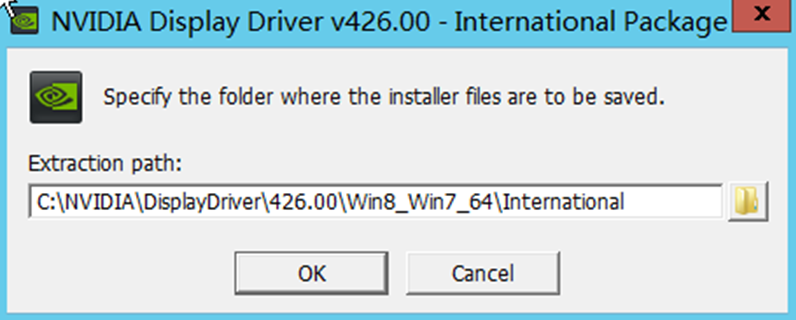 NVIDIA Display Driver v426.00 - International Package
Specify the folder where the installer files are to be saved.
Extraction path:
C:\NVIDIA\DisplayDriver\426.00\Win8_Win7_64\International
OK Cancel